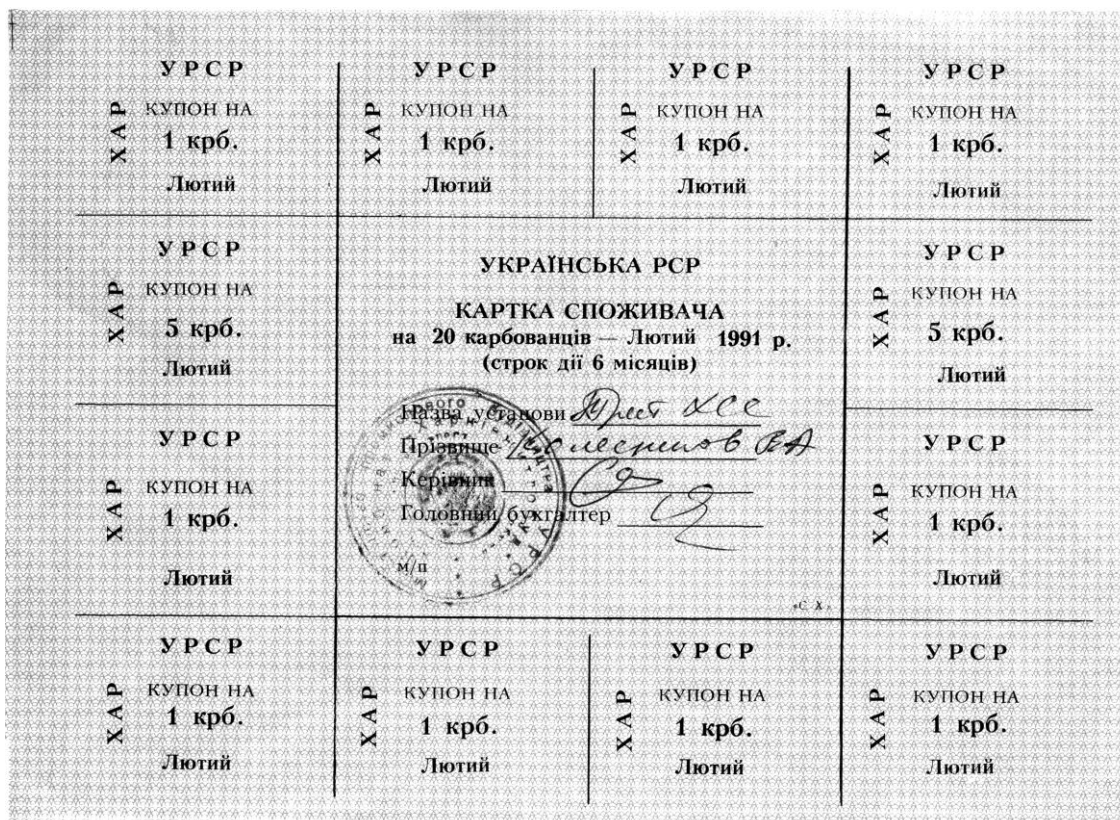 УРСР
ХАР
КУПОН НА
1 крб.
Лютий
УРСР
ХАР
КУПОН НА
1 крб.
Лютий
УРСР
ХАР
КУПОН НА
1 крб.
Лютий
УРСР
ХАР
КУПОН НА
1 крб.
Лютий
УРСР
ХАР
КУПОН НА
5 крб.
Лютий
УКРАЇНСЬКА РСР
КАРТКА СПОЖИВАЧА
на 20 карбованців — Лютий 1991 р.
(строк дії 6 місяців)
Назва установи ХСС
Прізвище Колесников ВА
Керівник
Головний бухгалтер
м/п
«С. Х.»
УРСР
ХАР
КУПОН НА
5 крб.
Лютий
УРСР
ХАР
КУПОН НА
1 крб.
Лютий
УРСР
ХАР
КУПОН НА
1 крб.
Лютий
УРСР
ХАР
КУПОН НА
1 крб.
Лютий
УРСР
ХАР
КУПОН НА
1 крб.
Лютий
УРСР
ХАР
КУПОН НА
1 крб.
Лютий
УРСР
ХАР
КУПОН НА
1 крб.
Лютий